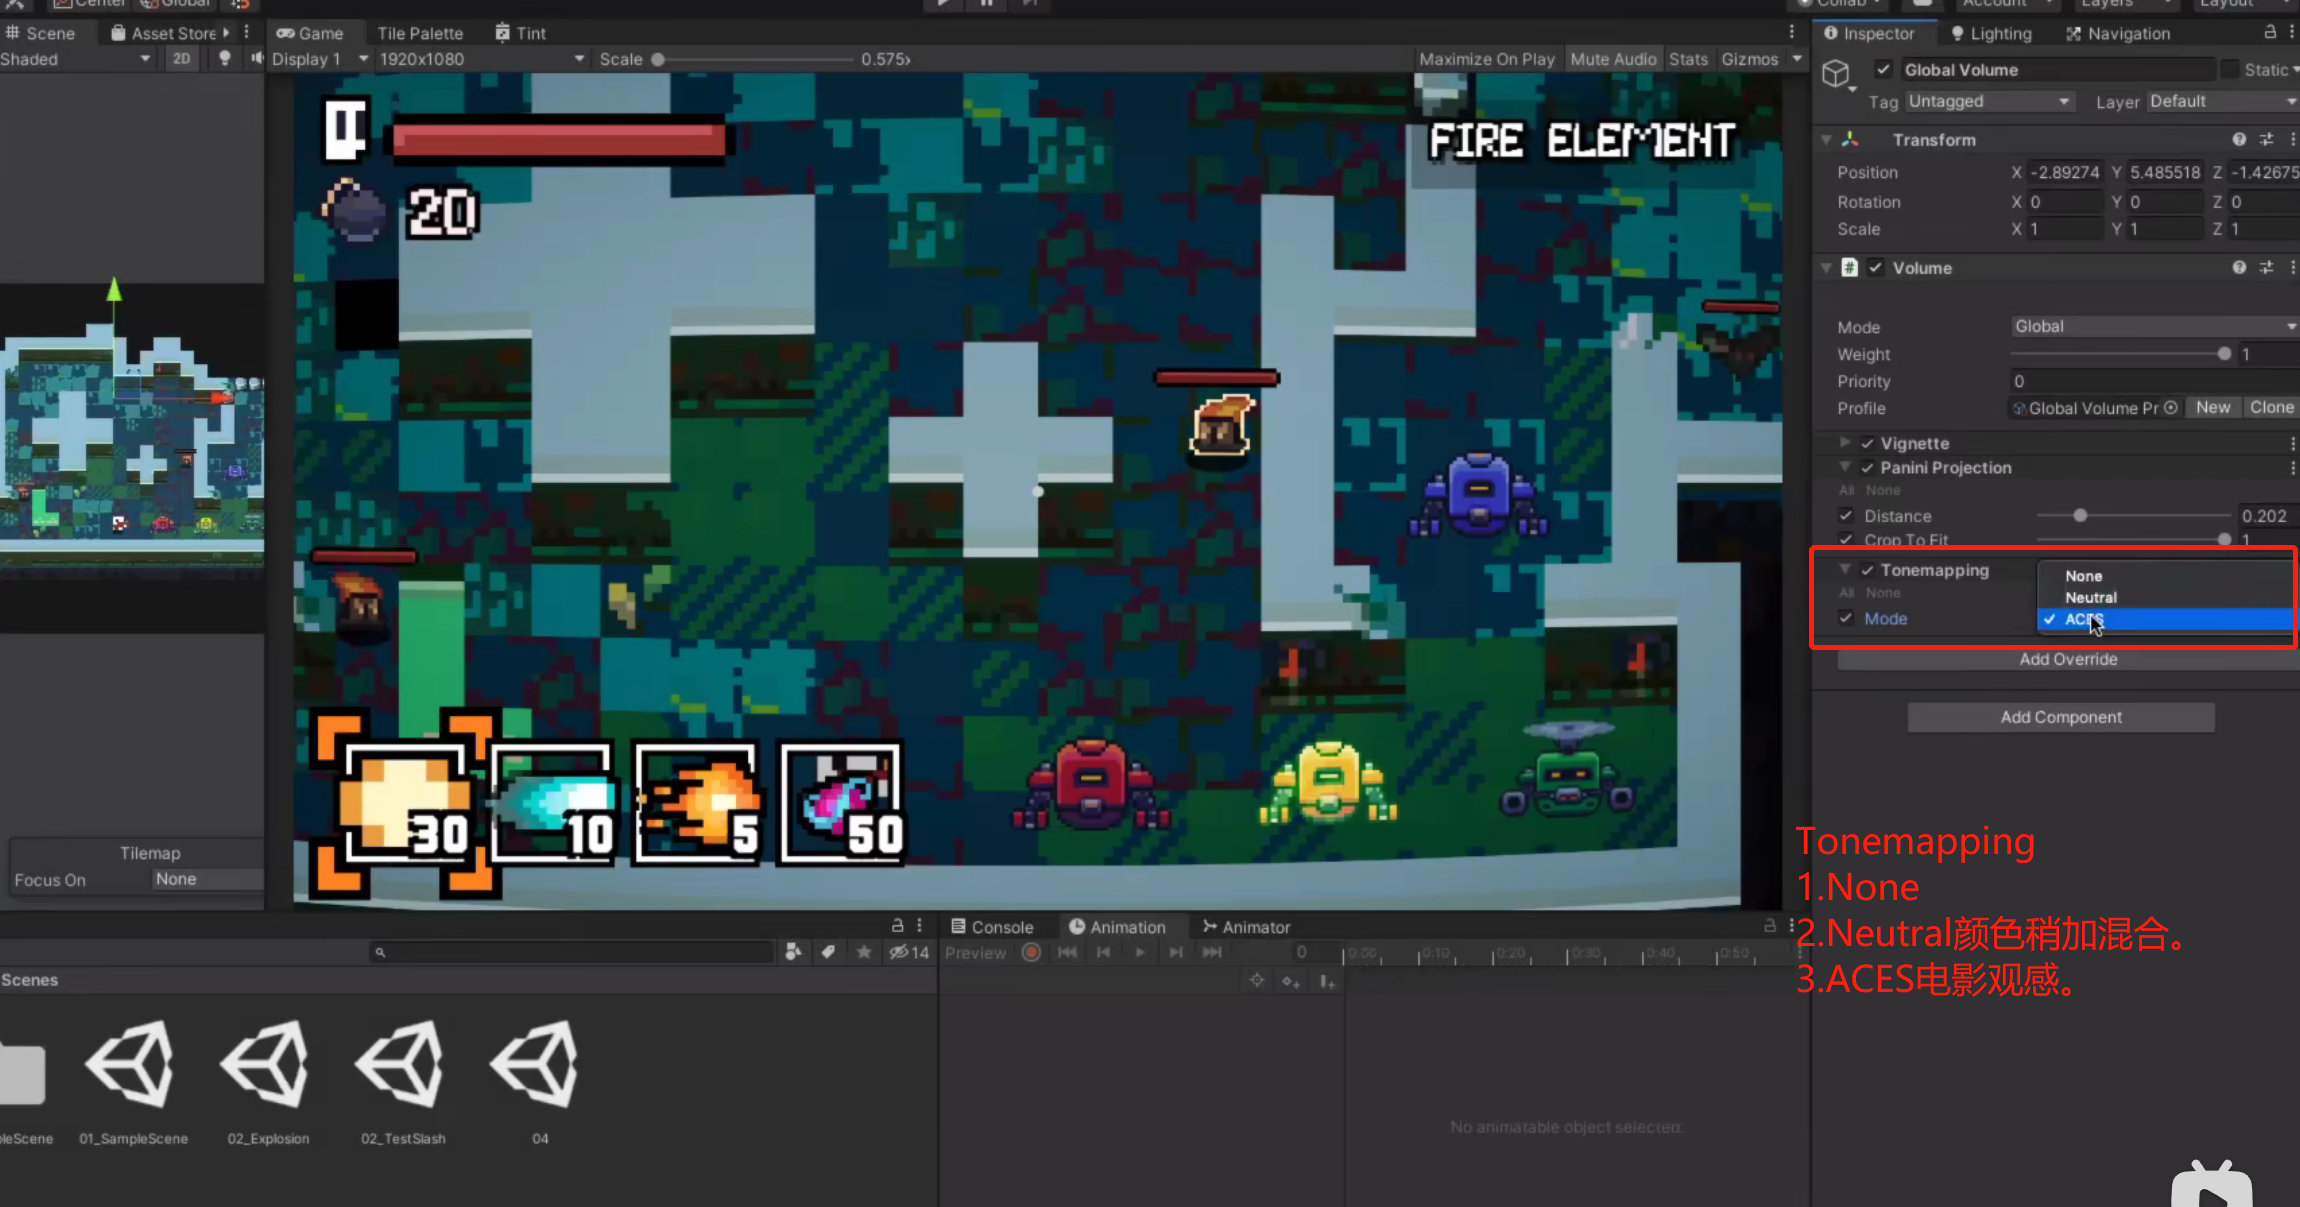 Center
Global
Collab
Account
Layers
Layout
Scene
Asset Store
Game
Tile Palette
Tint
Inspector
Lighting
Navigation
Shaded
2D
Display 1
1920x1080
Scale
0.575x
Maximize On Play
Mute Audio
Stats
Gizmos
Global Volume
Static
Tag
Untagged
Layer
Default
FIRE ELEMENT
20
Transform
Position
X -2.89274
Y 5.485518
Z -1.42675
Rotation
X 0
Y 0
Z 0
Scale
X 1
Y 1
Z 1
# Volume
Mode
Global
Weight
1
Priority
0
Profile
Global Volume Pr
New
Clone
Vignette
Panini Projection
All None
Distance
0.202
Crop To Fit
1
Tonemapping
All None
Mode
None
Neutral
ACES
Add Override
Add Component
30
10
5
50
Tilemap
Focus On
None
Tonemapping
1.None
2.Neutral颜色稍加混合。
3.ACES电影观感。
Console
Animation
Animator
14
Preview
0
0:00
0:10
0:20
0:30
0:40
0:50
Scenes
No animatable object selected.
leScene
01_SampleScene
02_Explosion
02_TestSlash
04